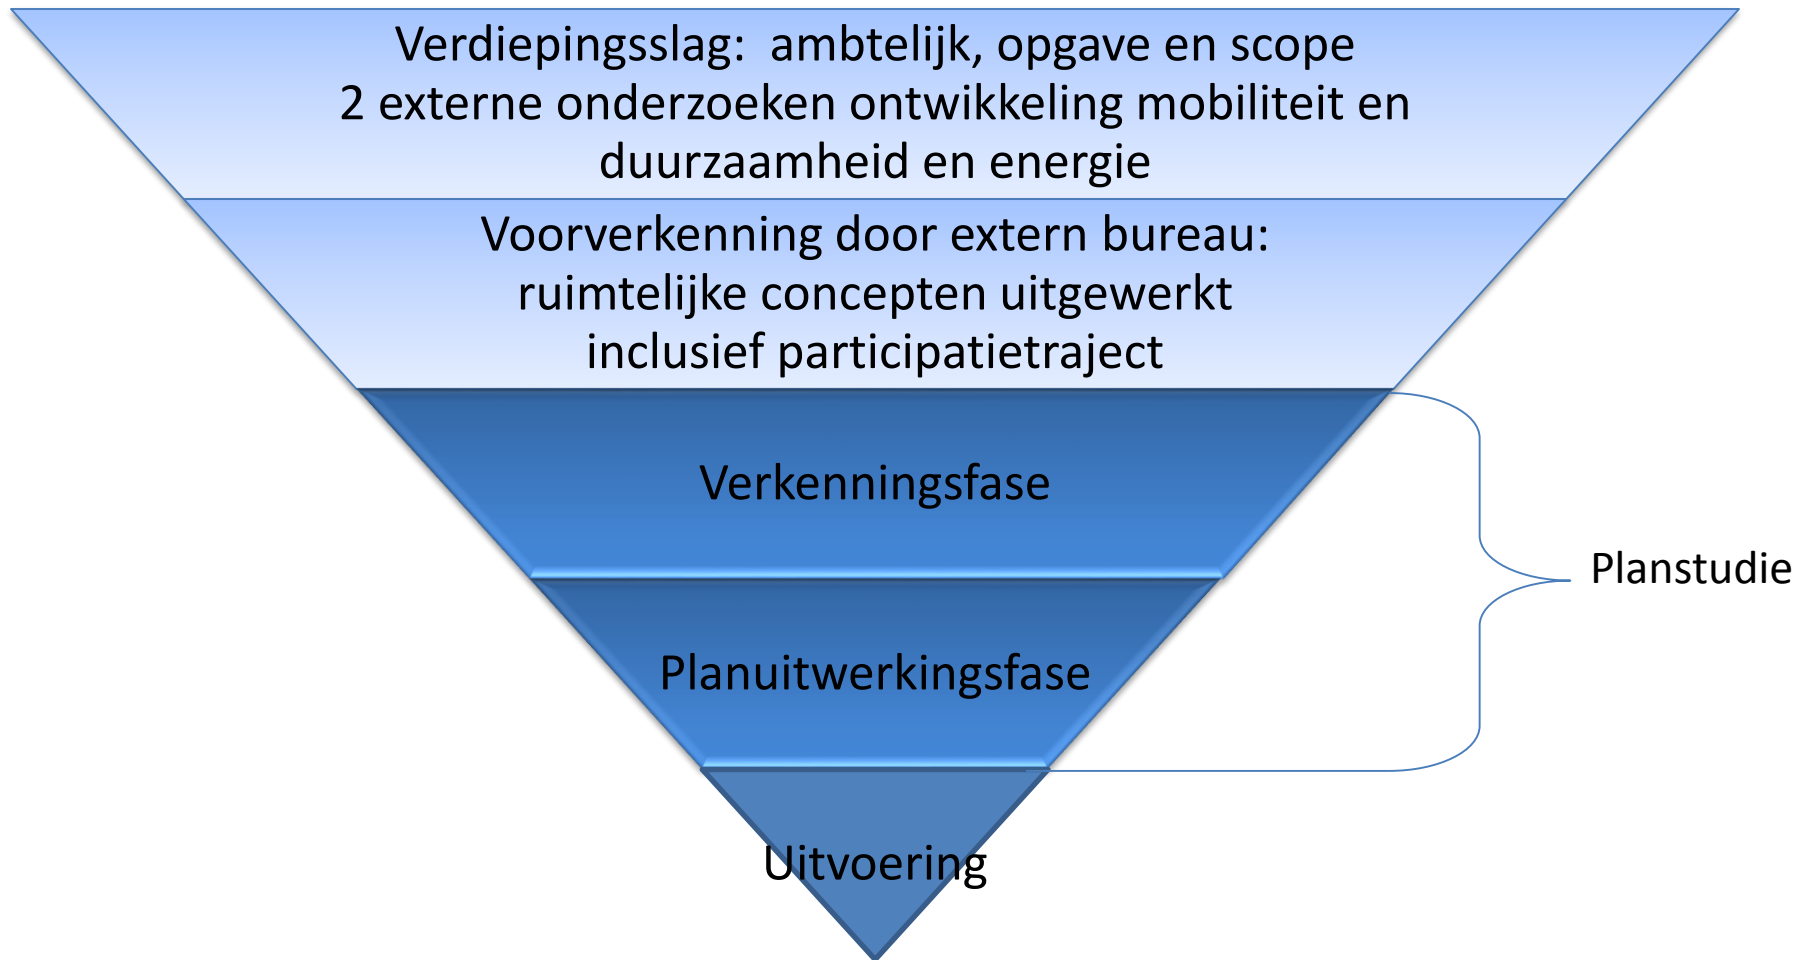 Verdiepingsslag:  ambtelijk, opgave en scope
2 externe onderzoeken ontwikkeling mobiliteit en
duurzaamheid en energie
Voorverkenning door extern bureau:
ruimtelijke concepten uitgewerkt
inclusief participatietraject
Verkenningsfase
Planstudie
Planuitwerkingsfase
Uitvoering